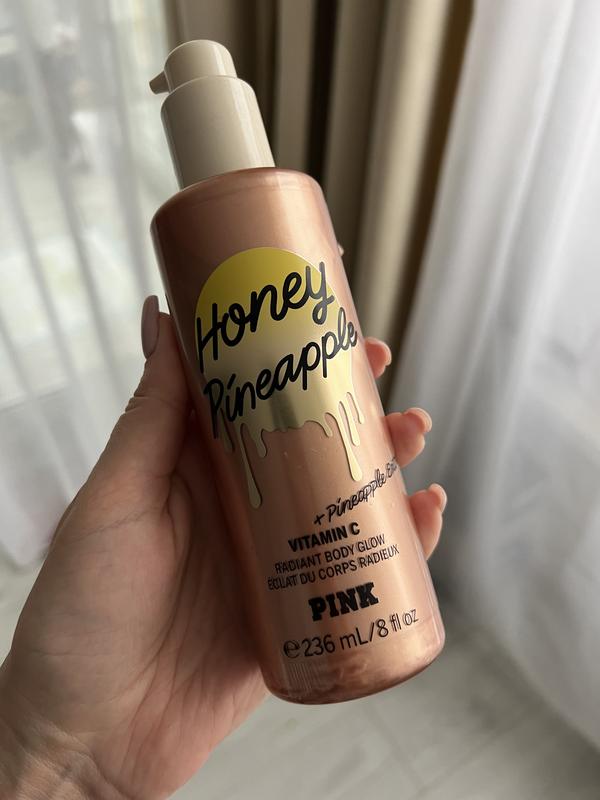 Honey
Pineapple
+ Pineapple
VITAMIN C
RADIANT BODY GLOW
ÉCLAT DU CORPS RADIEUX
PINK
℮ 236 mL/8 fl oz